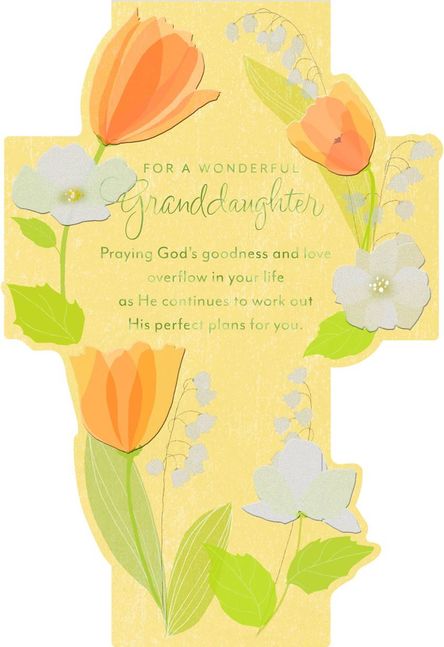 FOR A WONDERFUL
Granddaughter
Praying God's goodness and love
overflow in your life
as He continues to work out
His perfect plans for you.